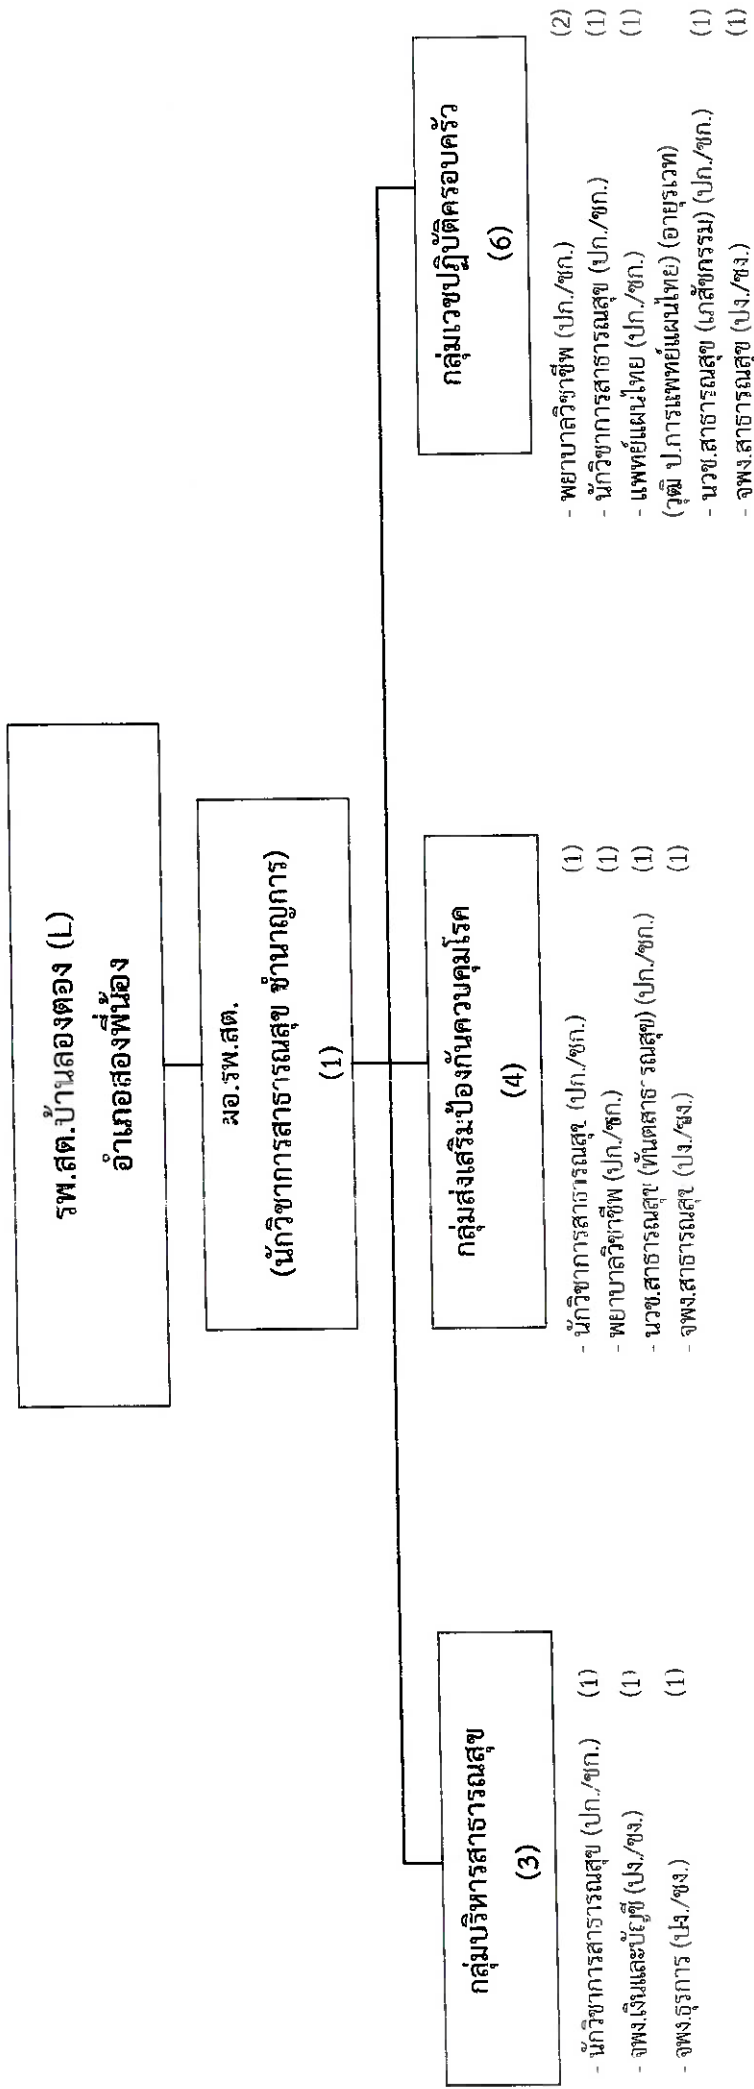 รพ.สต.บ้านลองตอง (L)
อำเภอสองพี่น้อง
ผอ.รพ.สต.
(นักวิชาการสาธารณสุข ชำนาญการ)
(1)
กลุ่มบริหารสาธารณสุข
(3)
- นักวิชาการสาธารณสุข (ปก./ชก.) (1)
- จพง.เงินและบัญชี (ปง./ชง.) (1)
- จพง.ธุรการ (ปง./ชง.) (1)
กลุ่มส่งเสริมป้องกันควบคุมโรค
(4)
- นักวิชาการสาธารณสุข (ปก./ชก.) (1)
- พยาบาลวิชาชีพ (ปก./ชก.) (1)
- นวช.สาธารณสุข (ทันตสาธารณสุข) (ปก./ชก.) (1)
- จพง.สาธารณสุข (ปง./ชง.) (1)
กลุ่มเวชปฏิบัติครอบครัว
(6)
- พยาบาลวิชาชีพ (ปก./ชก.) (2)
- นักวิชาการสาธารณสุข (ปก./ชก.) (1)
- แพทย์แผนไทย (ปก./ชก.) (1)
(วุฒิ ป.การแพทย์แผนไทย) (อายุรเวท)
- นวช.สาธารณสุข (เภสัชกรรม) (ปก./ชก.) (1)
- จพง.สาธารณสุข (ปง./ชง.) (1)